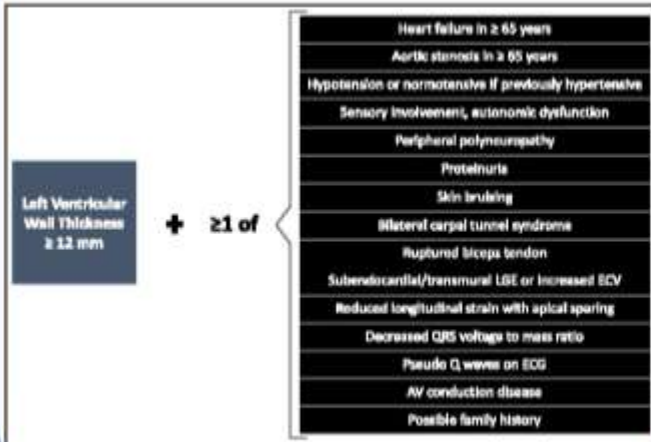 Left Ventricular
Wall Thickness
≥ 12 mm
+ ≥1 of
Heart failure in ≥ 65 years
Aortic stenosis in ≥ 65 years
Hypotension or normotensive if previously hypertensive
Sensory involvement, autonomic dysfunction
Peripheral polyneuropathy
Proteinuria
Skin bruising
Bilateral carpal tunnel syndrome
Ruptured biceps tendon
Subendocardial/transmural LGE or increased ECV
Reduced longitudinal strain with apical sparing
Decreased QRS voltage to mass ratio
Pseudo Q waves on ECG
AV conduction disease
Possible family history